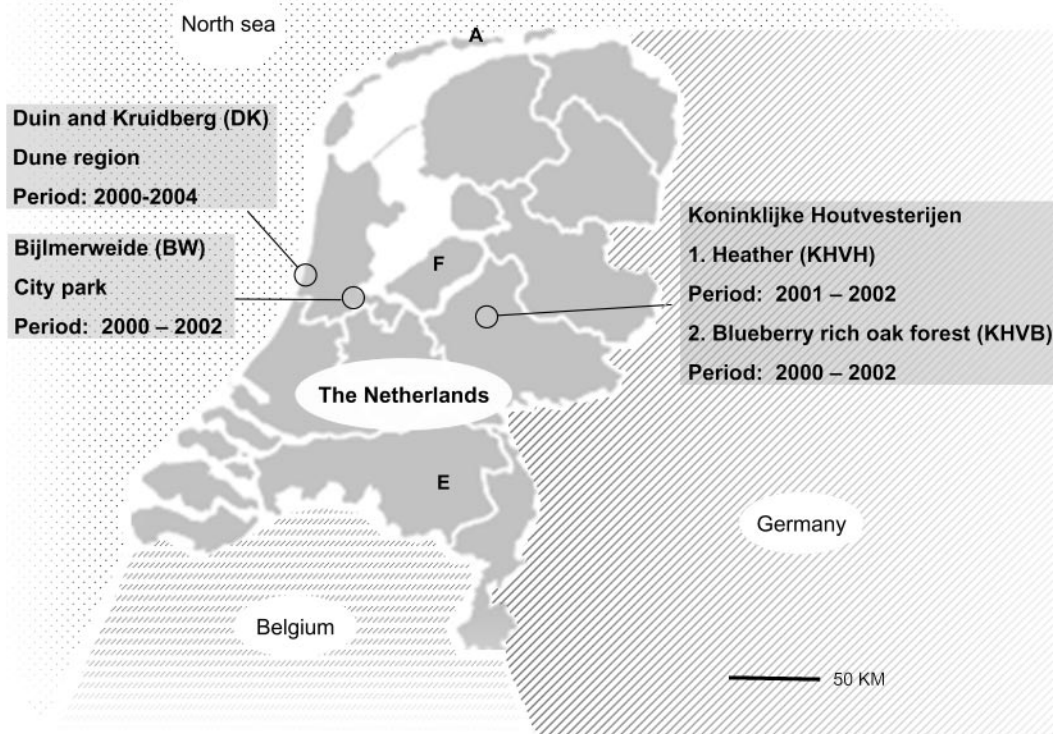 North sea
A
Duin and Kruidberg (DK)
Dune region
Period: 2000-2004
Bijlmerweide (BW)
City park
Period: 2000 – 2002
F
Koninklijke Houtvesterijen
1. Heather (KHVH)
Period: 2001 – 2002
2. Blueberry rich oak forest (KHVB)
Period: 2000 – 2002
The Netherlands
E
Germany
Belgium
50 KM